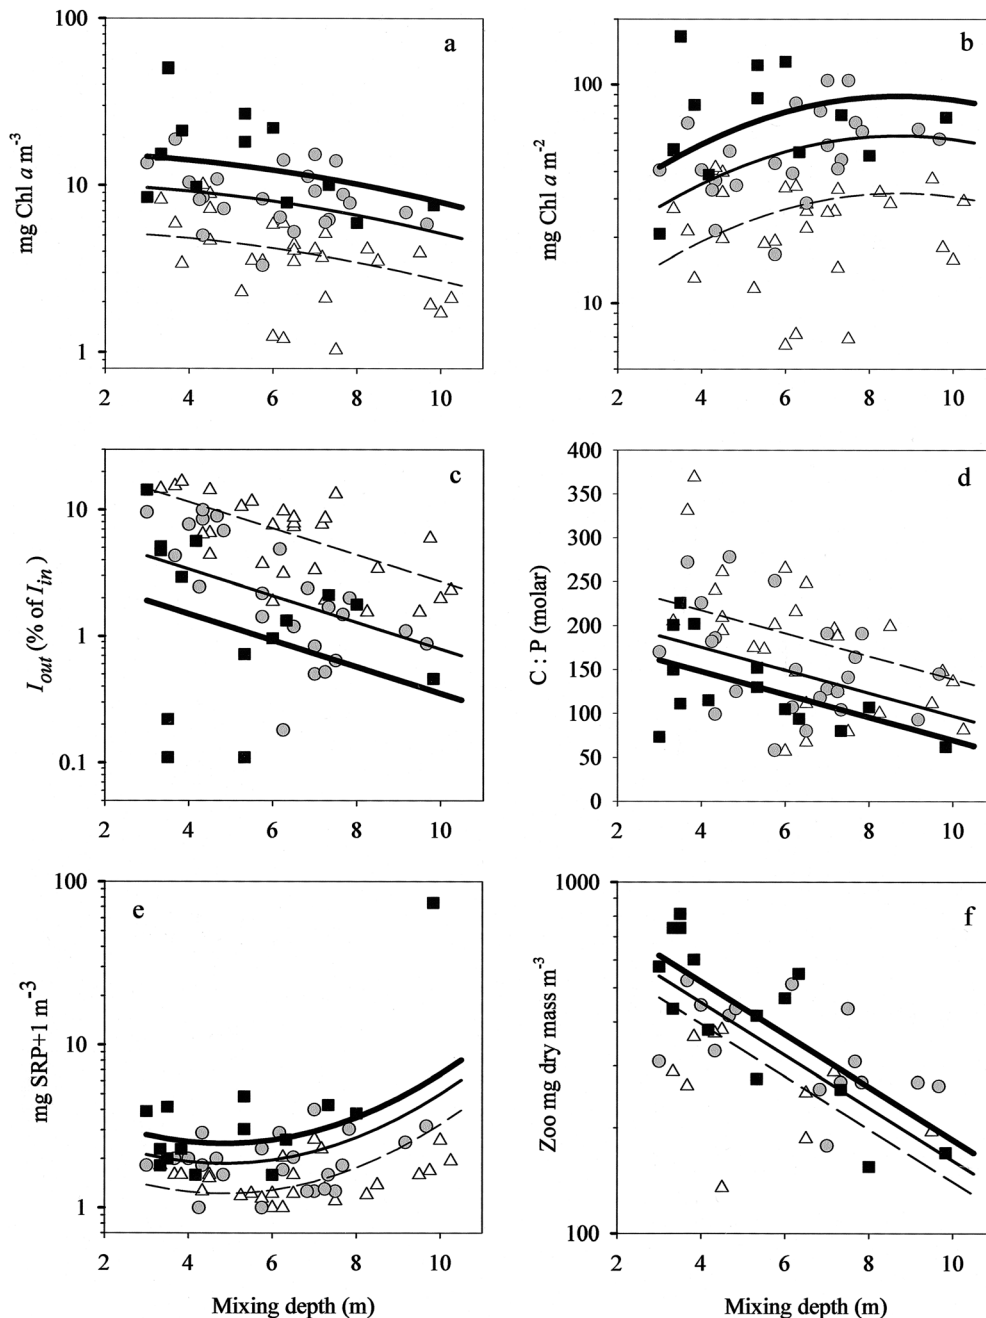 a
mg Chl a m-3
100
10
1
2 4 6 8 10
b
mg Chl a m-2
100
10
2 4 6 8 10
c
Iout (% of Iin)
10
1
0.1
2 4 6 8 10
d
C : P (molar)
400
350
300
250
200
150
100
50
0
2 4 6 8 10
e
mg SRP+1 m-3
100
10
1
2 4 6 8 10
Mixing depth (m)
f
Zoo mg dry mass m-3
1000
100
2 4 6 8 10
Mixing depth (m)